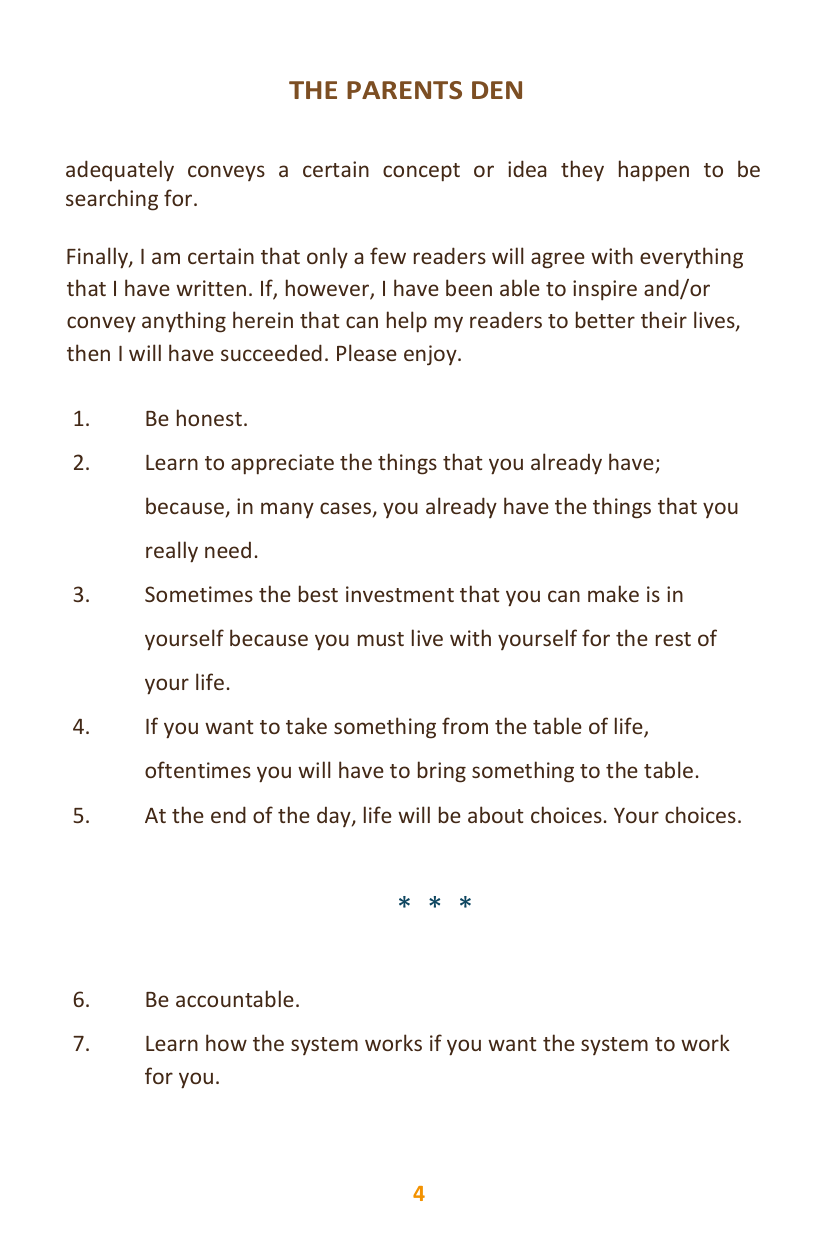 THE PARENTS DEN
adequately conveys a certain concept or idea they happen to be
searching for.
Finally, I am certain that only a few readers will agree with everything
that I have written. If, however, I have been able to inspire and/or
convey anything herein that can help my readers to better their lives,
then I will have succeeded. Please enjoy.
1. Be honest.
2. Learn to appreciate the things that you already have;
because, in many cases, you already have the things that you
really need.
3. Sometimes the best investment that you can make is in
yourself because you must live with yourself for the rest of
your life.
4. If you want to take something from the table of life,
oftentimes you will have to bring something to the table.
5. At the end of the day, life will be about choices. Your choices.
* * *
6. Be accountable.
7. Learn how the system works if you want the system to work
for you.
4